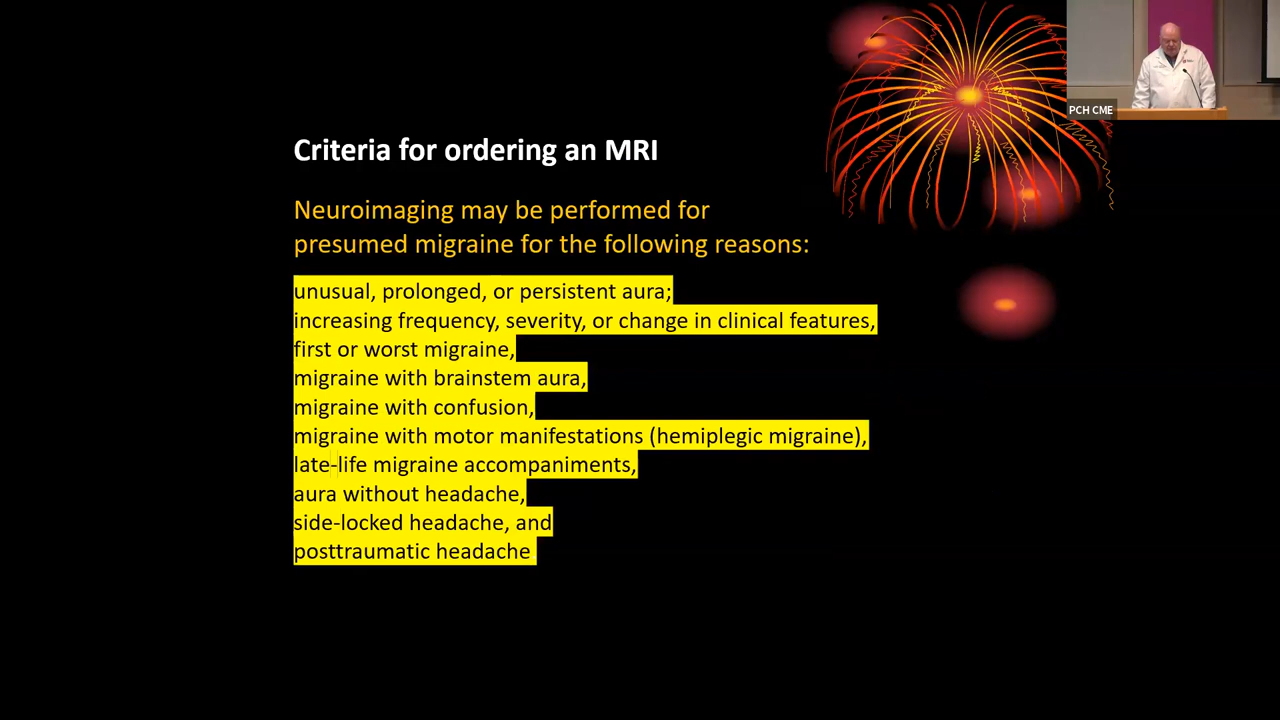 Criteria for ordering an MRI
Neuroimaging may be performed for
presumed migraine for the following reasons:
unusual, prolonged, or persistent aura;
increasing frequency, severity, or change in clinical features,
first or worst migraine,
migraine with brainstem aura,
migraine with confusion,
migraine with motor manifestations (hemiplegic migraine),
late-life migraine accompaniments,
aura without headache,
side-locked headache, and
posttraumatic headache
PCH CME